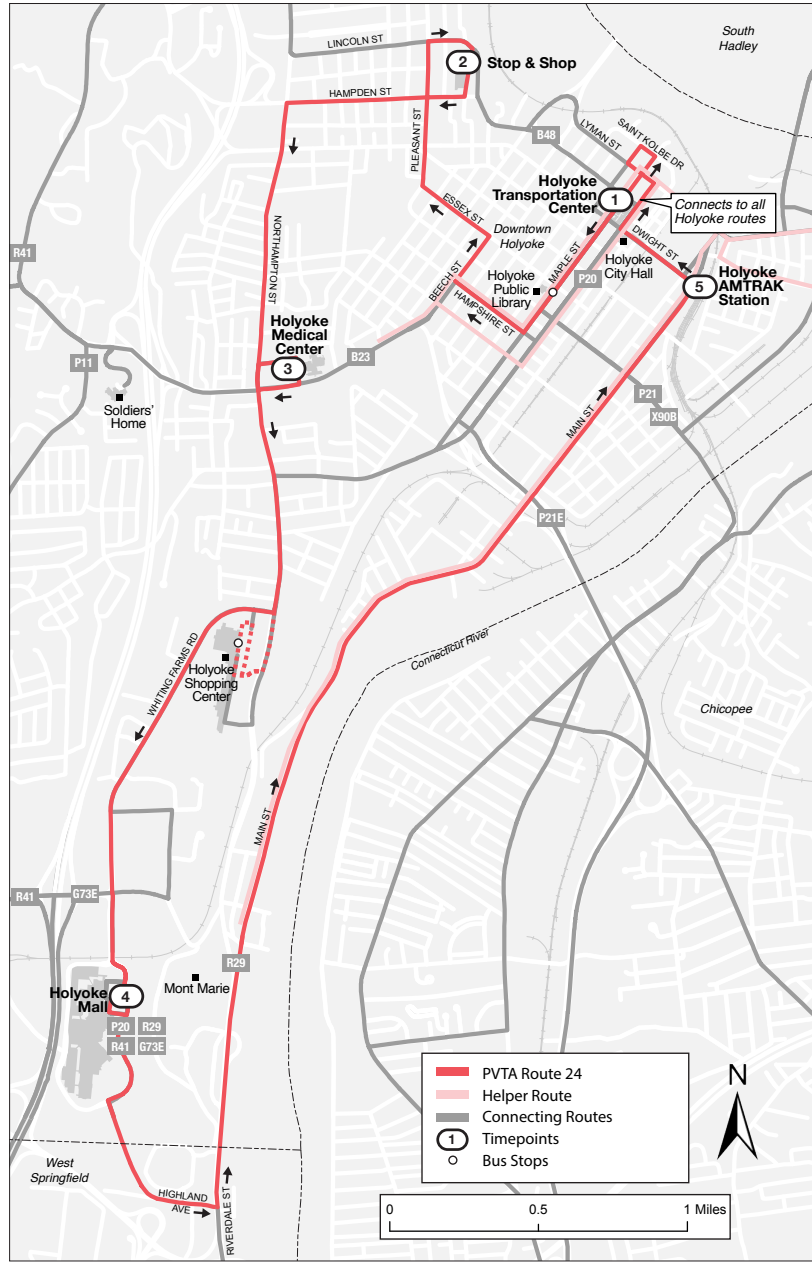 South
Hadley
LINCOLN ST
2
Stop & Shop
HAMPDEN ST
PLEASANT ST
B48
LYMAN ST
SAINT KOLBE DR
Holyoke
Transportation
Center
1
Connects to all
Holyoke routes
ESSEX ST
Downtown
Holyoke
NORTHAMPTON ST
R41
BEECH ST
MAPLE ST
DWIGHT ST
Holyoke
City Hall
P20
Holyoke
Public
Library
HAMPSHIRE ST
5
Holyoke
AMTRAK
Station
Holyoke
Medical
Center
3
B23
P11
Soldiers'
Home
P21
X90B
MAIN ST
P21E
Connecticut River
WHITING FARMS RD
Holyoke
Shopping
Center
Chicopee
MAIN ST
R41
G73E
R29
Mont Marie
Holyoke
Mall
4
P20
R29
R41
G73E
West
Springfield
HIGHLAND
AVE
RIVERDALE ST
PVTA Route 24
Helper Route
Connecting Routes
1
Timepoints
Bus Stops
N
0
0.5
1 Miles